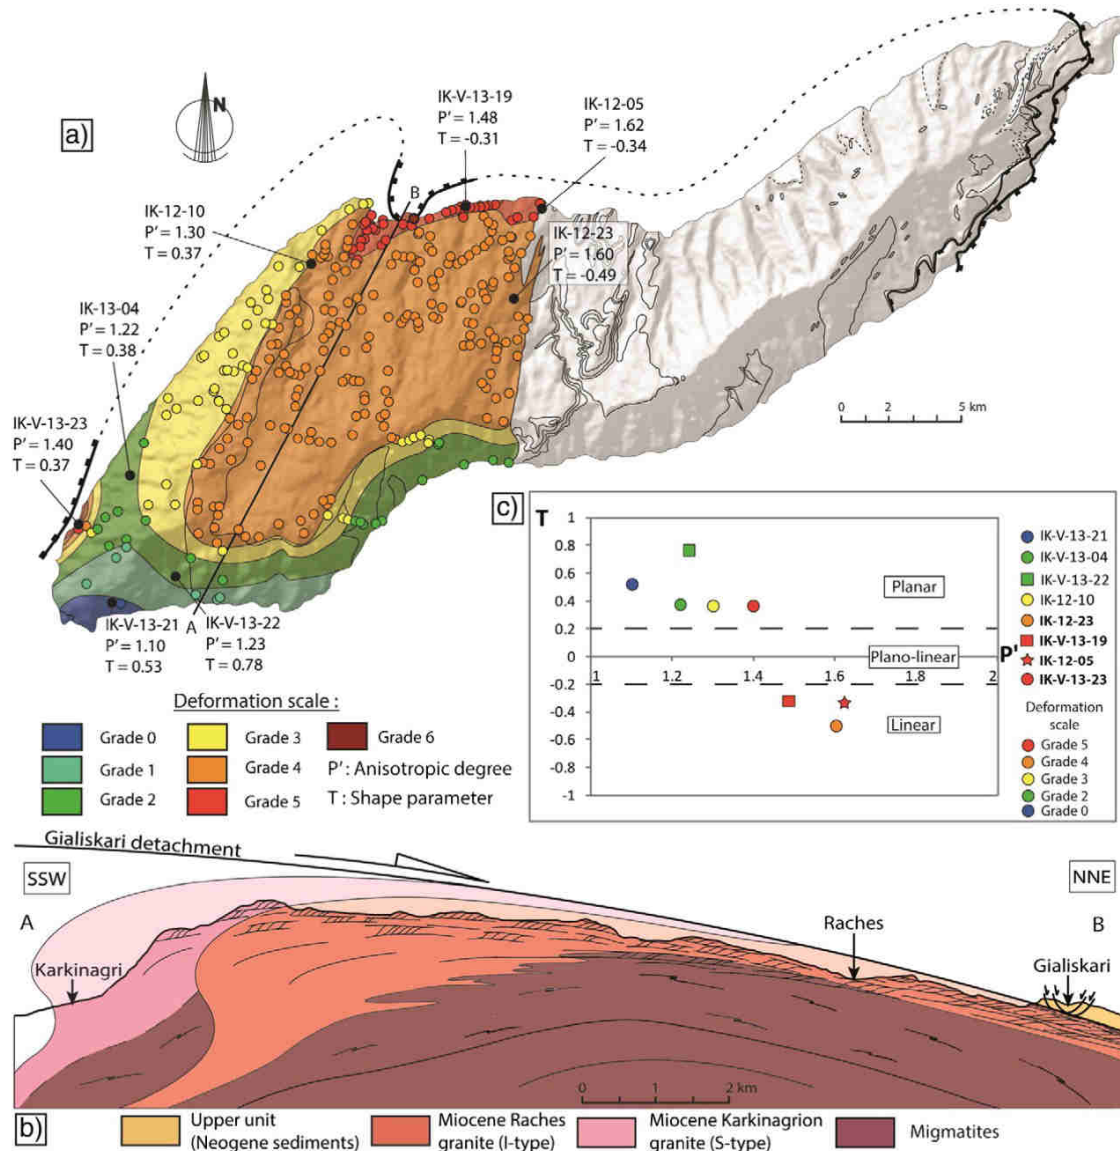 a)
N
IK-V-13-19
P' = 1.48
T = -0.31
IK-12-05
P' = 1.62
T = -0.34
B
IK-12-10
P' = 1.30
T = 0.37
IK-12-23
P' = 1.60
T = -0.49
IK-13-04
P' = 1.22
T = 0.38
IK-V-13-23
P' = 1.40
T = 0.37
0 2 5 km
A
IK-V-13-21
P' = 1.10
T = 0.53
IK-V-13-22
P' = 1.23
T = 0.78
Deformation scale :
Grade 0
Grade 1
Grade 2
Grade 3
Grade 4
Grade 5
Grade 6
P' : Anisotropic degree
T : Shape parameter
c)
T
1
0.8
0.6
0.4
0.2
0
-0.2
-0.4
-0.6
-0.8
-1
1 1.2 1.4 1.6 1.8 2
P'
Planar
Plano-linear
Linear
IK-V-13-21
IK-V-13-04
IK-V-13-22
IK-12-10
IK-12-23
IK-V-13-19
IK-12-05
IK-V-13-23
Deformation
scale
Grade 5
Grade 4
Grade 3
Grade 2
Grade 0
Gialiskari detachment
SSW
NNE
A
B
Karkinagri
Raches
Gialiskari
0 1 2 km
b)
Upper unit
(Neogene sediments)
Miocene Raches
granite (I-type)
Miocene Karkinagrion
granite (S-type)
Migmatites